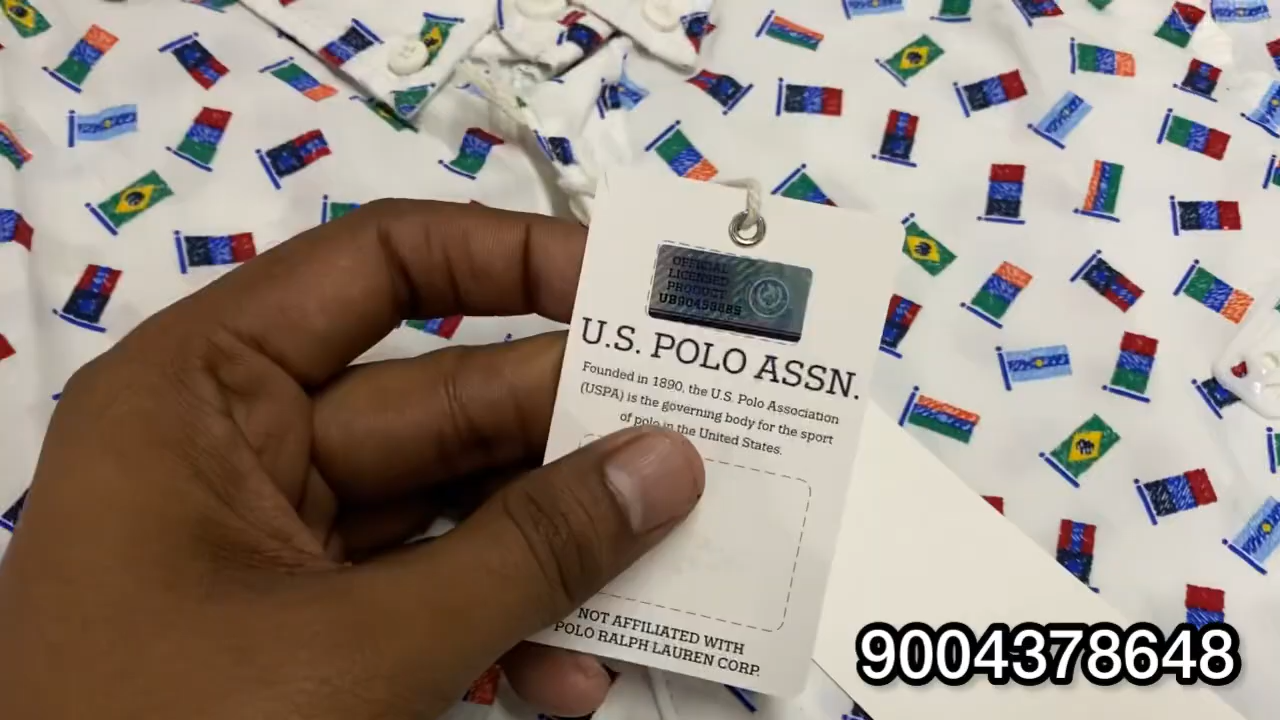 OFFICIAL
LICENSED
PRODUCT
U.S. POLO ASSN.
Founded in 1890, the U.S. Polo Association
(USPA) is the governing body for the sport
of polo in the United States.
NOT AFFILIATED WITH
POLO RALPH LAUREN CORP.
9004378648